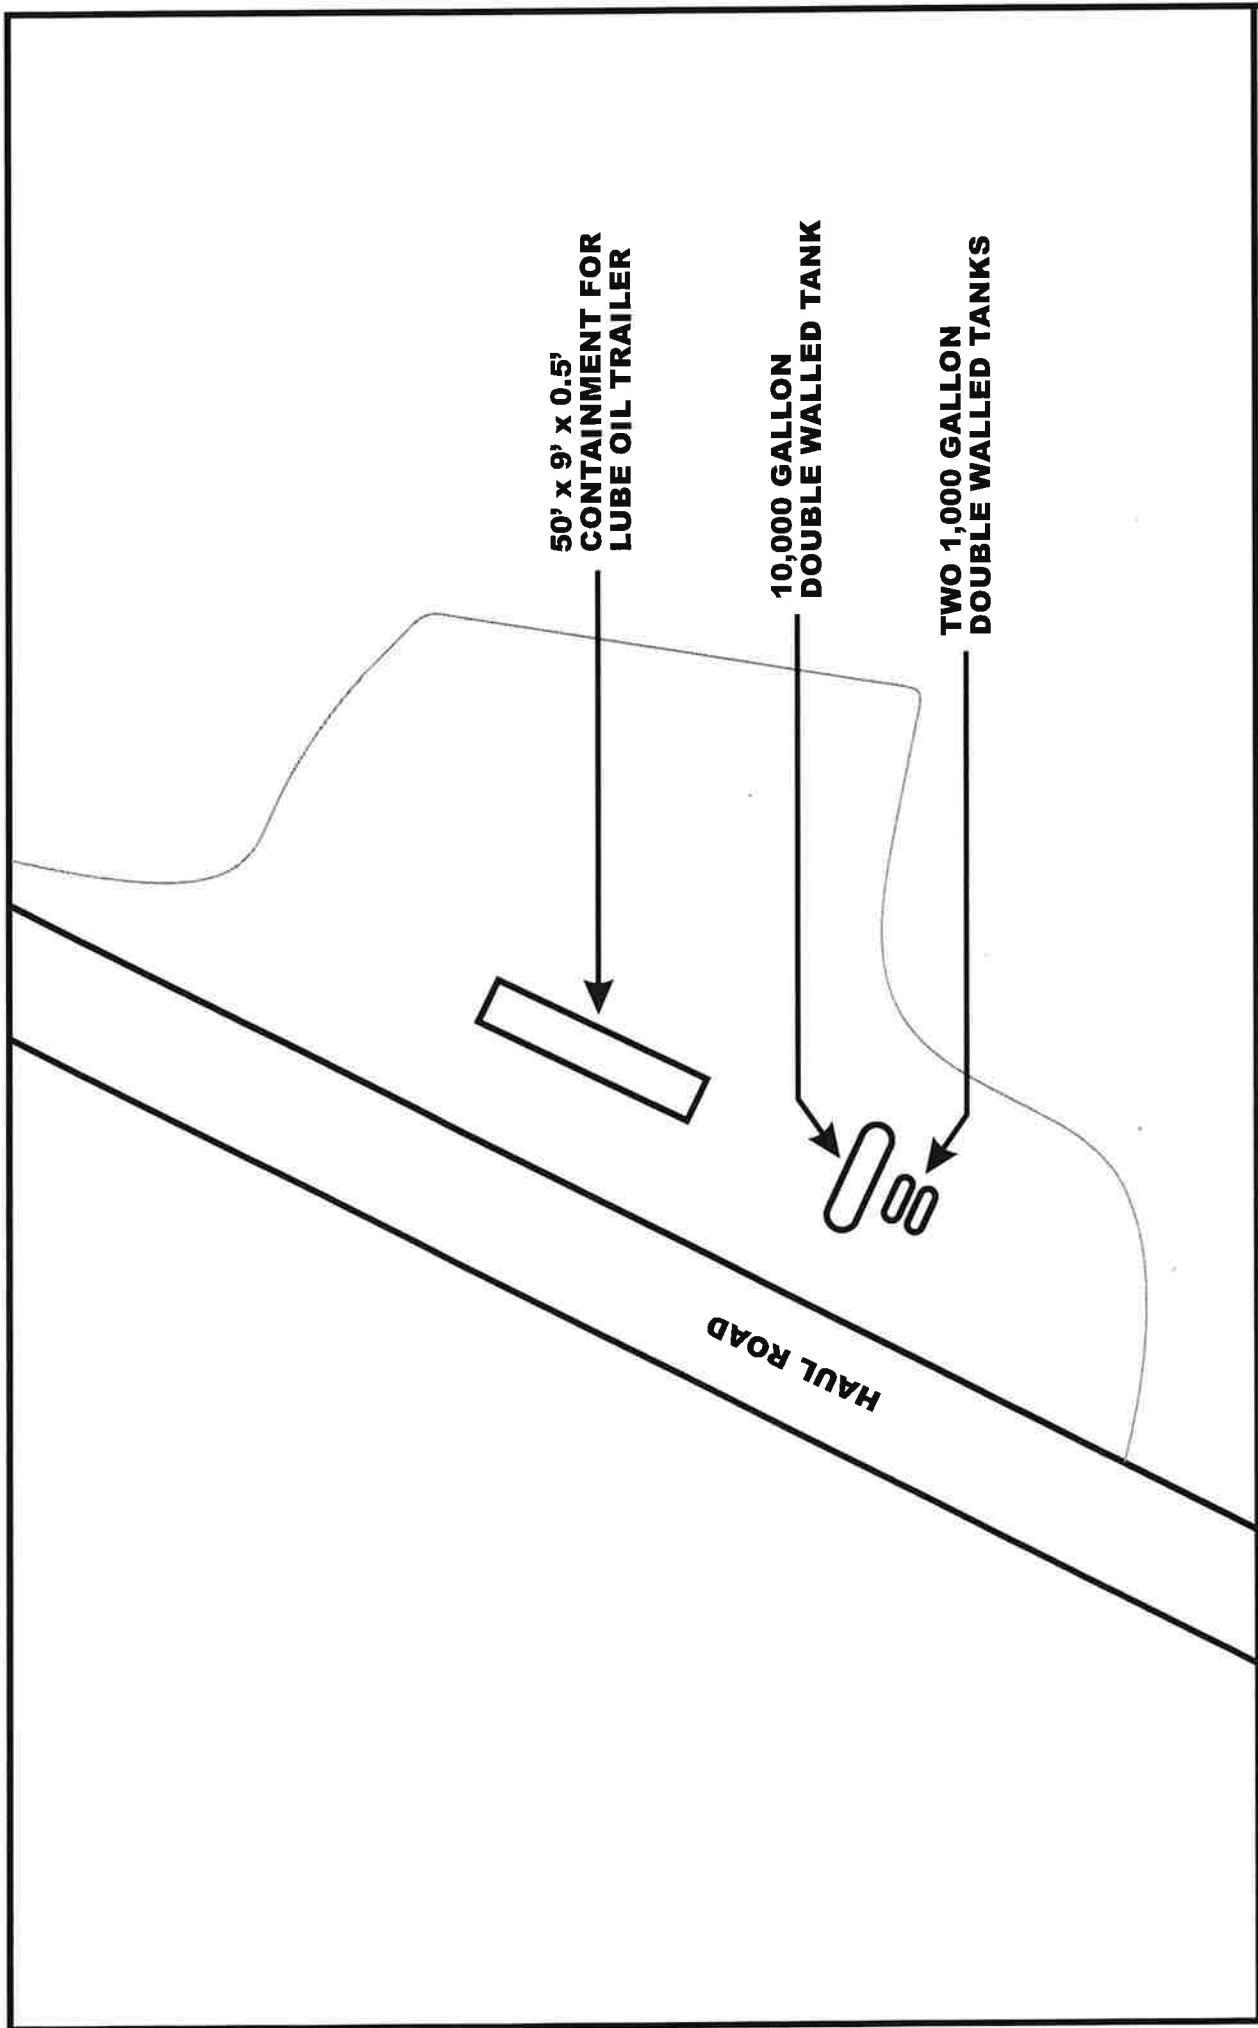 50' x 9' x 0.5'
CONTAINMENT FOR
LUBE OIL TRAILER
10,000 GALLON
DOUBLE WALLED TANK
TWO 1,000 GALLON
DOUBLE WALLED TANKS
HAUL ROAD